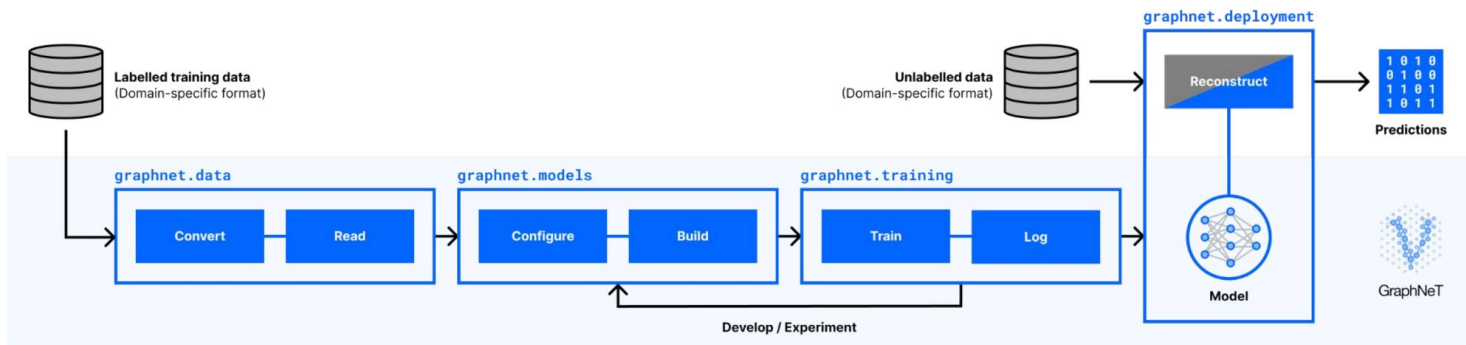 graphnet.deployment
Labelled training data
(Domain-specific format)
Unlabelled data
(Domain-specific format)
Reconstruct
1 0 1 0
0 1 0 0
1 1 0 1
1 0 1 1
Predictions
graphnet.data
graphnet.models
graphnet.training
Convert
Read
Configure
Build
Train
Log
Model
GraphNeT
Develop / Experiment